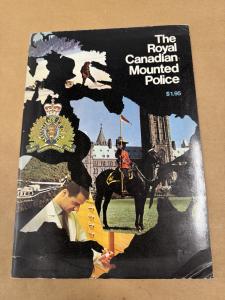 The
Royal
Canadian
Mounted
Police
$1.95